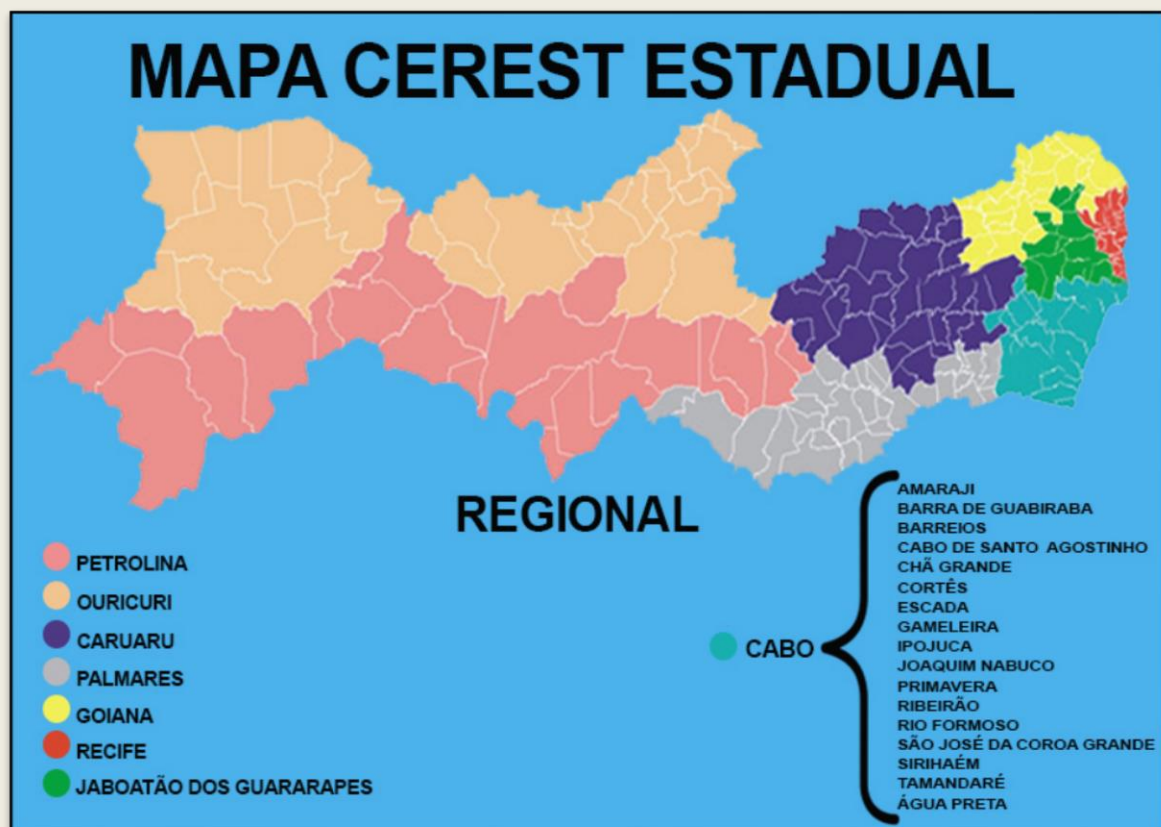 MAPA CEREST ESTADUAL
REGIONAL
PETROLINA
OURICURI
CARUARU
PALMARES
GOIANA
RECIFE
JABOATÃO DOS GUARARAPES
CABO
AMARAJI
BARRA DE GUABIRABA
BARREIOS
CABO DE SANTO AGOSTINHO
CHÃ GRANDE
CORTÊS
ESCADA
GAMELEIRA
IPOJUCA
JOAQUIM NABUCO
PRIMAVERA
RIBEIRÃO
RIO FORMOSO
SÃO JOSÉ DA COROA GRANDE
SIRIHAÉM
TAMANDARÉ
ÁGUA PRETA